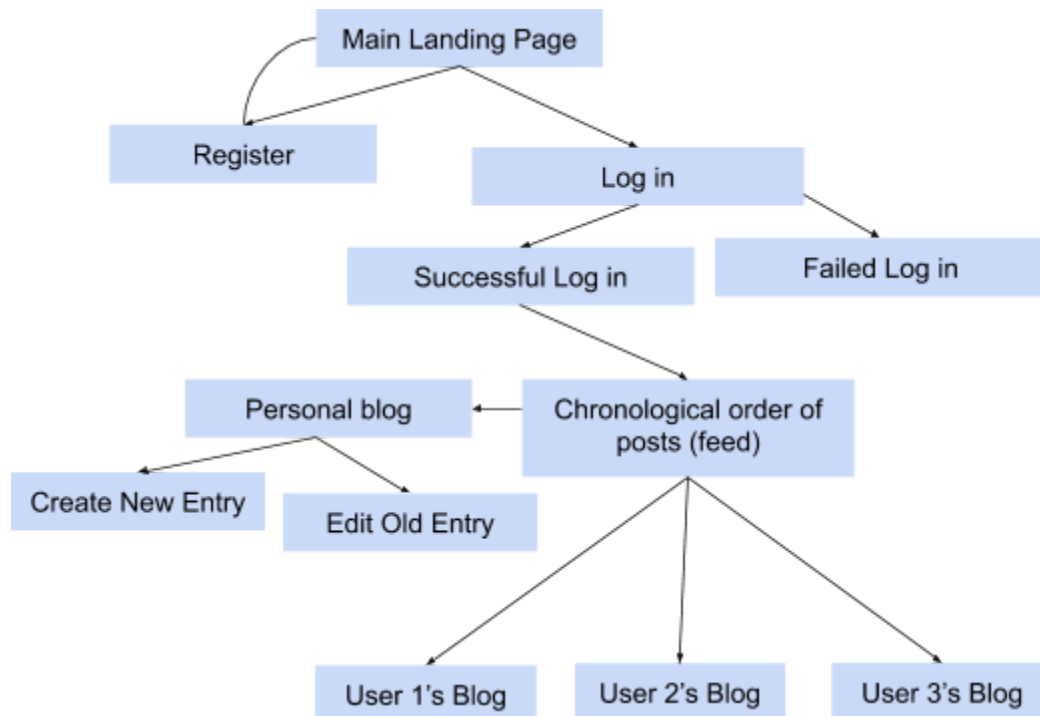 Main Landing Page
Register
Log in
Successful Log in
Failed Log in
Personal blog
Chronological order of
posts (feed)
Create New Entry
Edit Old Entry
User 1's Blog
User 2's Blog
User 3's Blog